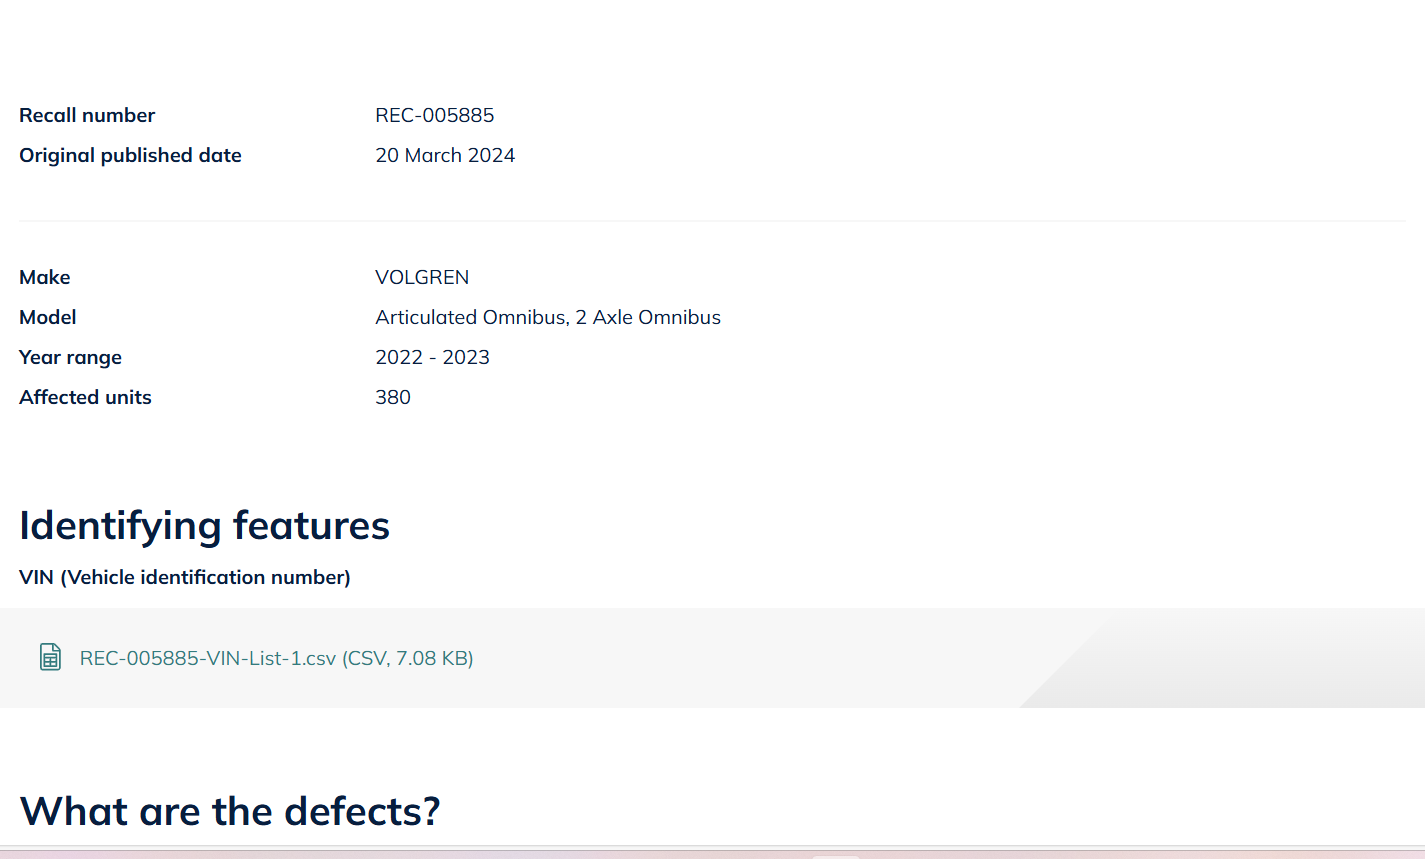 Recall number REC-005885
Original published date 20 March 2024
Make VOLGREN
Model Articulated Omnibus, 2 Axle Omnibus
Year range 2022 - 2023
Affected units 380
Identifying features
VIN (Vehicle identification number)
REC-005885-VIN-List-1.csv (CSV, 7.08 KB)
What are the defects?